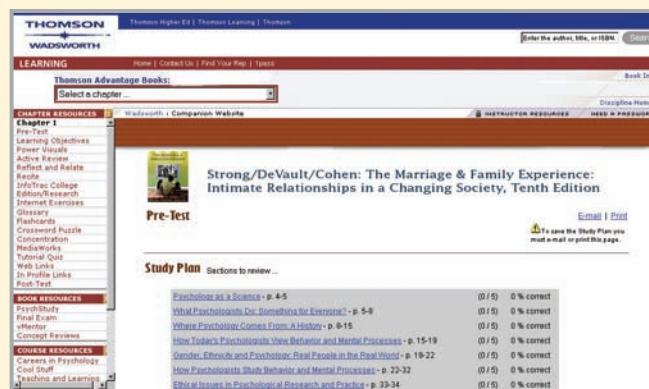 THOMSON
WADSWORTH
Thomson Higher Ed | Thomson Learning | Thomson
Enter the author, title, or ISBN.
LEARNING
Home | Contact Us | Find Your Rep | 1pass
Thomson Advantage Books:
Book In
Select a chapter ...
Discipline Home
CHAPTER RESOURCES
Wadsworth : Companion Website
INSTRUCTOR RESOURCES
NEED A PASSWOR
Chapter 1
Pre-Test
Learning Objectives
Power Visuals
Active Review
Reflect and Relate
Recite
InfoTrac College
Edition/Research
Internet Exercises
Glossary
Flashcards
Crossword Puzzle
Concentration
MediaWorks
Tutorial Quiz
Web Links
In Profile Links
Post-Test
BOOK RESOURCES
PsychStudy
Final Exam
vMentor
Concept Reviews
COURSE RESOURCES
Careers in Psychology
Cool Stuff
Teaching and Learning
Strong/DeVault/Cohen: The Marriage & Family Experience:
Intimate Relationships in a Changing Society, Tenth Edition
Pre-Test
E-mail | Print
To save the Study Plan you
must e-mail or print this page.
Study Plan Sections to review ...
Psychology as a Science - p. 4-5 (0 / 5) 0 % correct
What Psychologists Do: Something for Everyone? - p. 5-8 (0 / 5) 0 % correct
Where Psychology Comes From: A History - p. 8-15 (0 / 5) 0 % correct
How Today's Psychologists View Behavior and Mental Processes - p. 15-19 (0 / 5) 0 % correct
Gender, Ethnicity and Psychology: Real People in the Real World - p. 19-22 (0 / 5) 0 % correct
How Psychologists Study Behavior and Mental Processes - p. 22-32 (0 / 5) 0 % correct
Ethical Issues in Psychological Research and Practice - p. 33-34 (0 / 5) 0 % correct